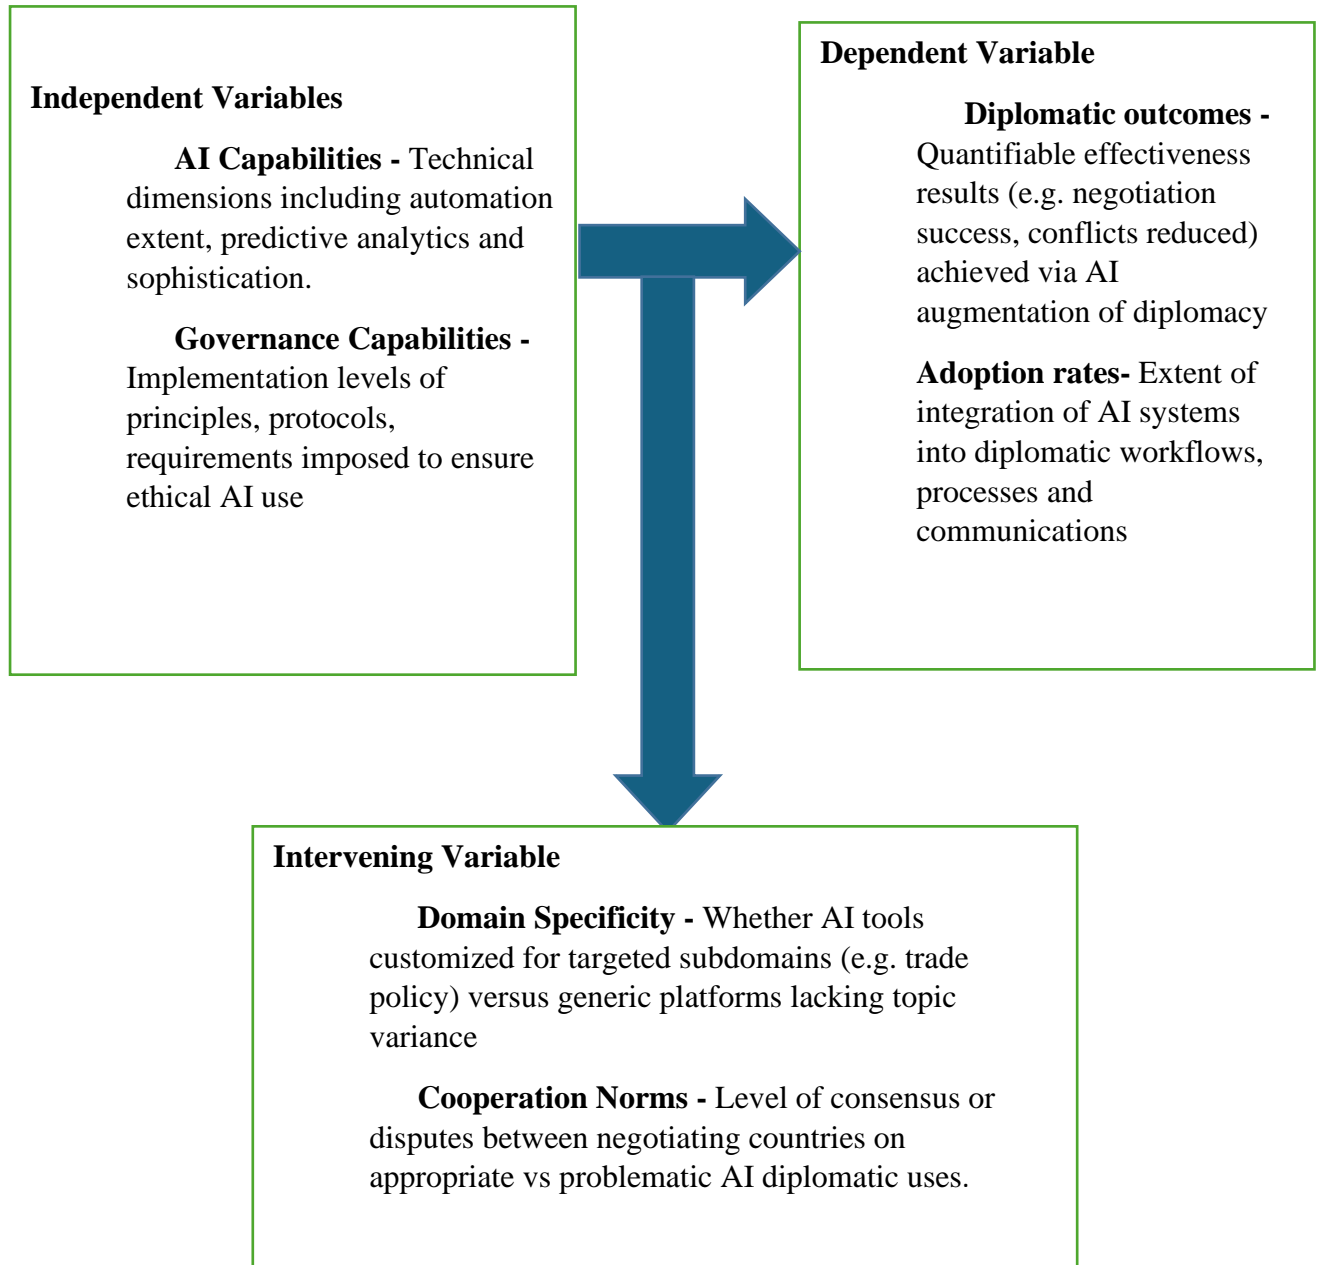 Independent Variables
AI Capabilities - Technical
dimensions including automation
extent, predictive analytics and
sophistication.
Governance Capabilities -
Implementation levels of
principles, protocols,
requirements imposed to ensure
ethical AI use
Dependent Variable
Diplomatic outcomes -
Quantifiable effectiveness
results (e.g. negotiation
success, conflicts reduced)
achieved via AI
augmentation of diplomacy
Adoption rates- Extent of
integration of AI systems
into diplomatic workflows,
processes and
communications
Intervening Variable
Domain Specificity - Whether AI tools
customized for targeted subdomains (e.g. trade
policy) versus generic platforms lacking topic
variance
Cooperation Norms - Level of consensus or
disputes between negotiating countries on
appropriate vs problematic AI diplomatic uses.